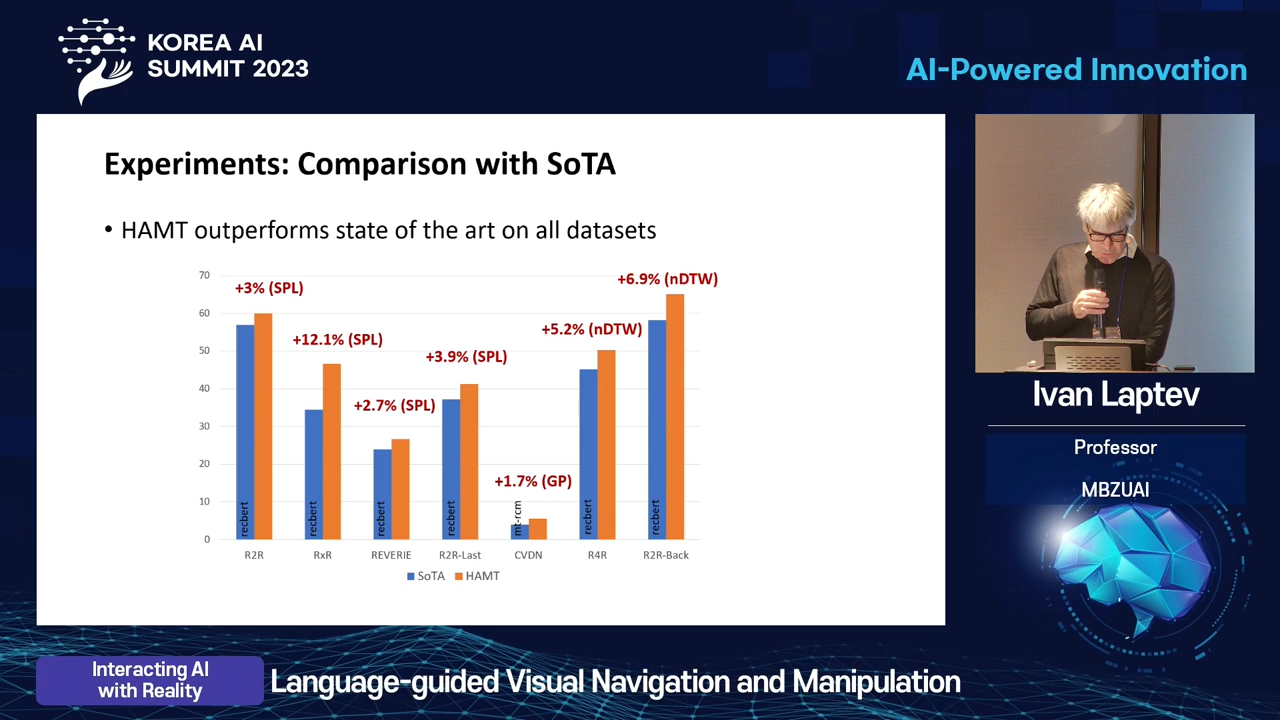 KOREA AI
SUMMIT 2023
AI-Powered Innovation
Experiments: Comparison with SoTA
• HAMT outperforms state of the art on all datasets
70
60
50
40
30
20
10
0
+3% (SPL)
+12.1% (SPL)
+2.7% (SPL)
+3.9% (SPL)
+1.7% (GP)
+5.2% (nDTW)
+6.9% (nDTW)
recbert
recbert
recbert
recbert
mt-rcm
recbert
recbert
R2R
RxR
REVERIE
R2R-Last
CVDN
R4R
R2R-Back
SoTA
HAMT
Ivan Laptev
Professor
MBZUAI
Interacting AI
with Reality
Language-guided Visual Navigation and Manipulation